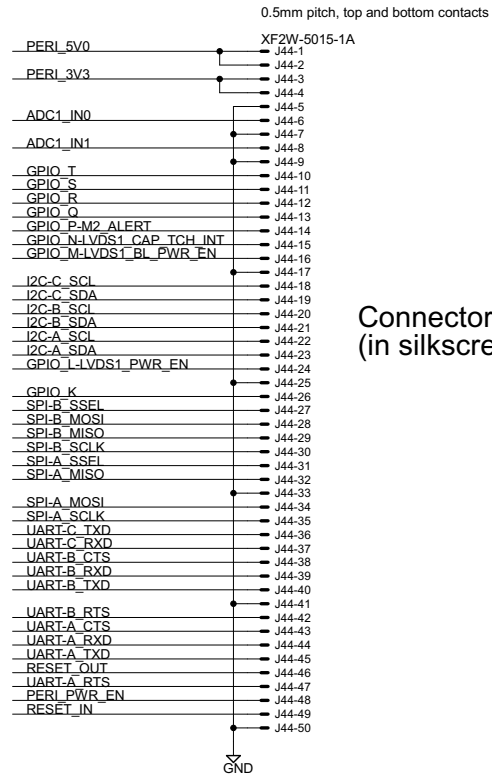 0.5mm pitch, top and bottom contacts
XF2W-5015-1A
PERI_5V0 J44-1
J44-2
PERI_3V3 J44-3
J44-4
J44-5
ADC1_IN0 J44-6
J44-7
ADC1_IN1 J44-8
J44-9
GPIO_T J44-10
GPIO_S J44-11
GPIO_R J44-12
GPIO_Q J44-13
GPIO_P-M2_ALERT J44-14
GPIO_N-LVDS1_CAP_TCH_INT J44-15
GPIO_M-LVDS1_BL_PWR_EN J44-16
J44-17
I2C-C_SCL J44-18
I2C-C_SDA J44-19
I2C-B_SCL J44-20
I2C-B_SDA J44-21
I2C-A_SCL J44-22
I2C-A_SDA J44-23
GPIO_L-LVDS1_PWR_EN J44-24
J44-25
GPIO_K J44-26
SPI-B_SSEL J44-27
SPI-B_MOSI J44-28
SPI-B_MISO J44-29
SPI-B_SCLK J44-30
SPI-A_SSEL J44-31
SPI-A_MISO J44-32
J44-33
SPI-A_MOSI J44-34
SPI-A_SCLK J44-35
UART-C_TXD J44-36
UART-C_RXD J44-37
UART-B_CTS J44-38
UART-B_RXD J44-39
UART-B_TXD J44-40
J44-41
UART-B_RTS J44-42
UART-A_CTS J44-43
UART-A_RXD J44-44
UART-A_TXD J44-45
RESET_OUT J44-46
UART-A_RTS J44-47
PERI_PWR_EN J44-48
RESET_IN J44-49
J44-50
GND
Connector
(in silkscre